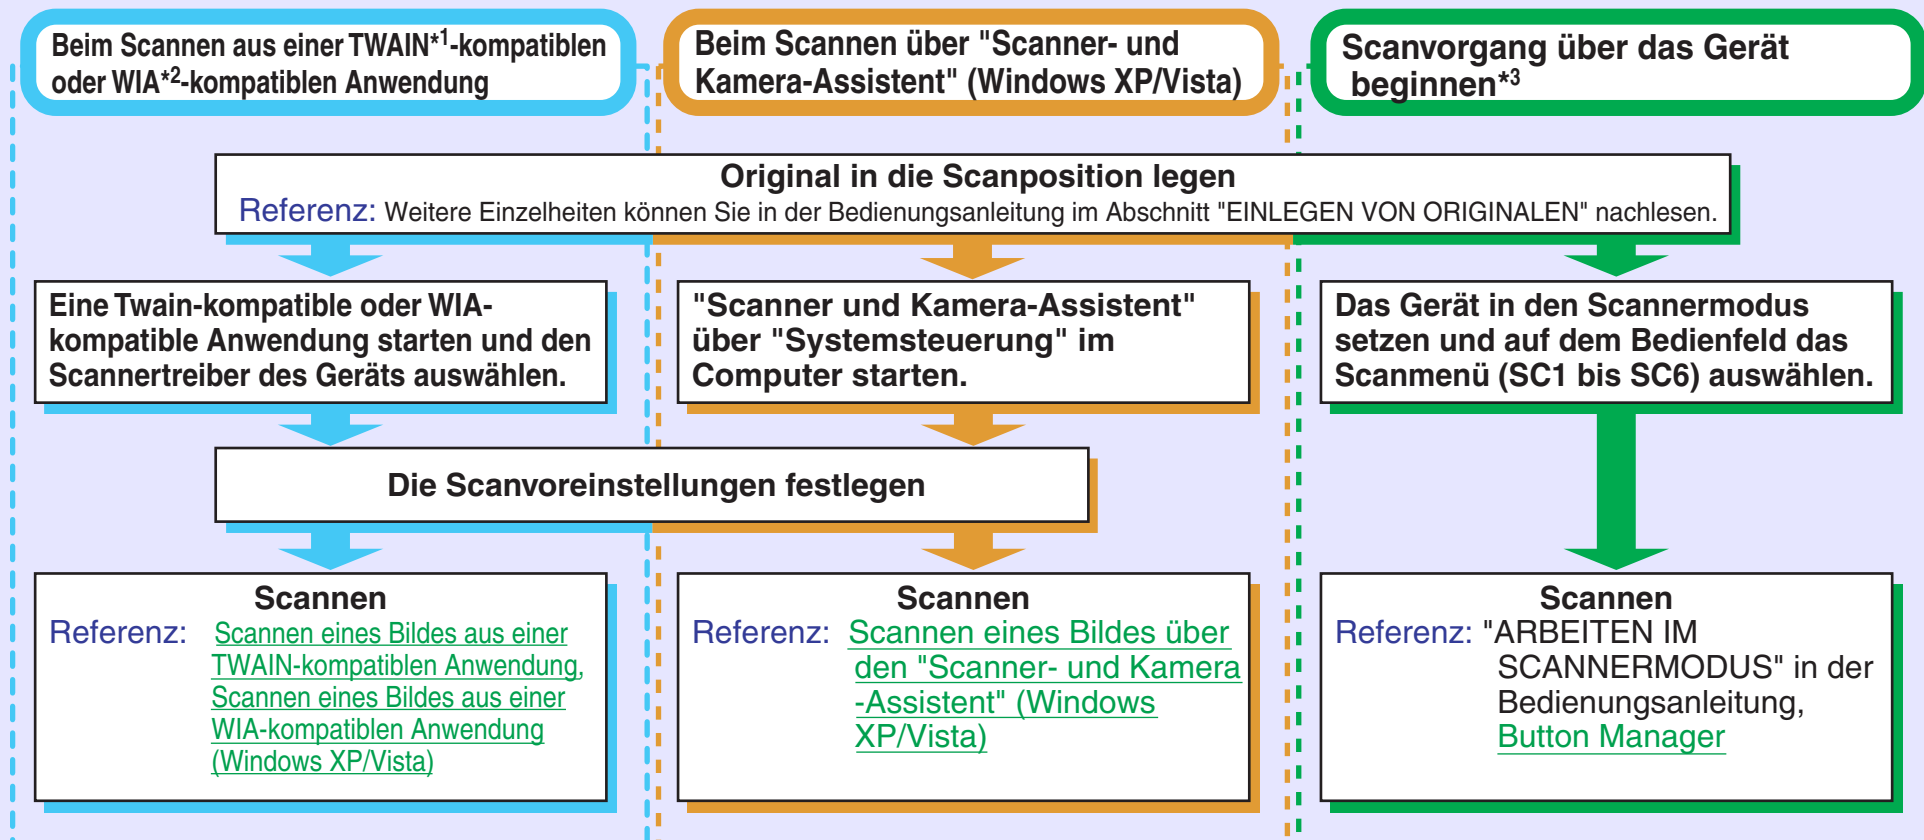 Beim Scannen aus einer TWAIN*1-kompatiblen
oder WIA*2-kompatiblen Anwendung
Beim Scannen über "Scanner- und
Kamera-Assistent" (Windows XP/Vista)
Scanvorgang über das Gerät
beginnen*3
Original in die Scanposition legen
Referenz: Weitere Einzelheiten können Sie in der Bedienungsanleitung im Abschnitt "EINLEGEN VON ORIGINALEN" nachlesen.
Eine Twain-kompatible oder WIA-
kompatible Anwendung starten und den
Scannertreiber des Geräts auswählen.
"Scanner und Kamera-Assistent"
über "Systemsteuerung" im
Computer starten.
Das Gerät in den Scannermodus
setzen und auf dem Bedienfeld das
Scanmenü (SC1 bis SC6) auswählen.
Die Scanvoreinstellungen festlegen
Scannen
Referenz: Scannen eines Bildes aus einer
TWAIN-kompatiblen Anwendung,
Scannen eines Bildes aus einer
WIA-kompatiblen Anwendung
(Windows XP/Vista)
Scannen
Referenz: Scannen eines Bildes über
den "Scanner- und Kamera
-Assistent" (Windows
XP/Vista)
Scannen
Referenz: "ARBEITEN IM
SCANNERMODUS" in der
Bedienungsanleitung,
Button Manager